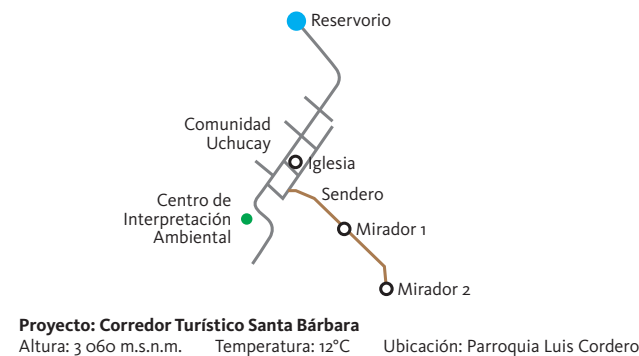 Reservorio
Comunidad
Uchucay
Iglesia
Centro de
Interpretación
Ambiental
Sendero
Mirador 1
Mirador 2
Proyecto: Corredor Turístico Santa Bárbara
Altura: 3 060 m.s.n.m. Temperatura: 12°C Ubicación: Parroquia Luis Cordero